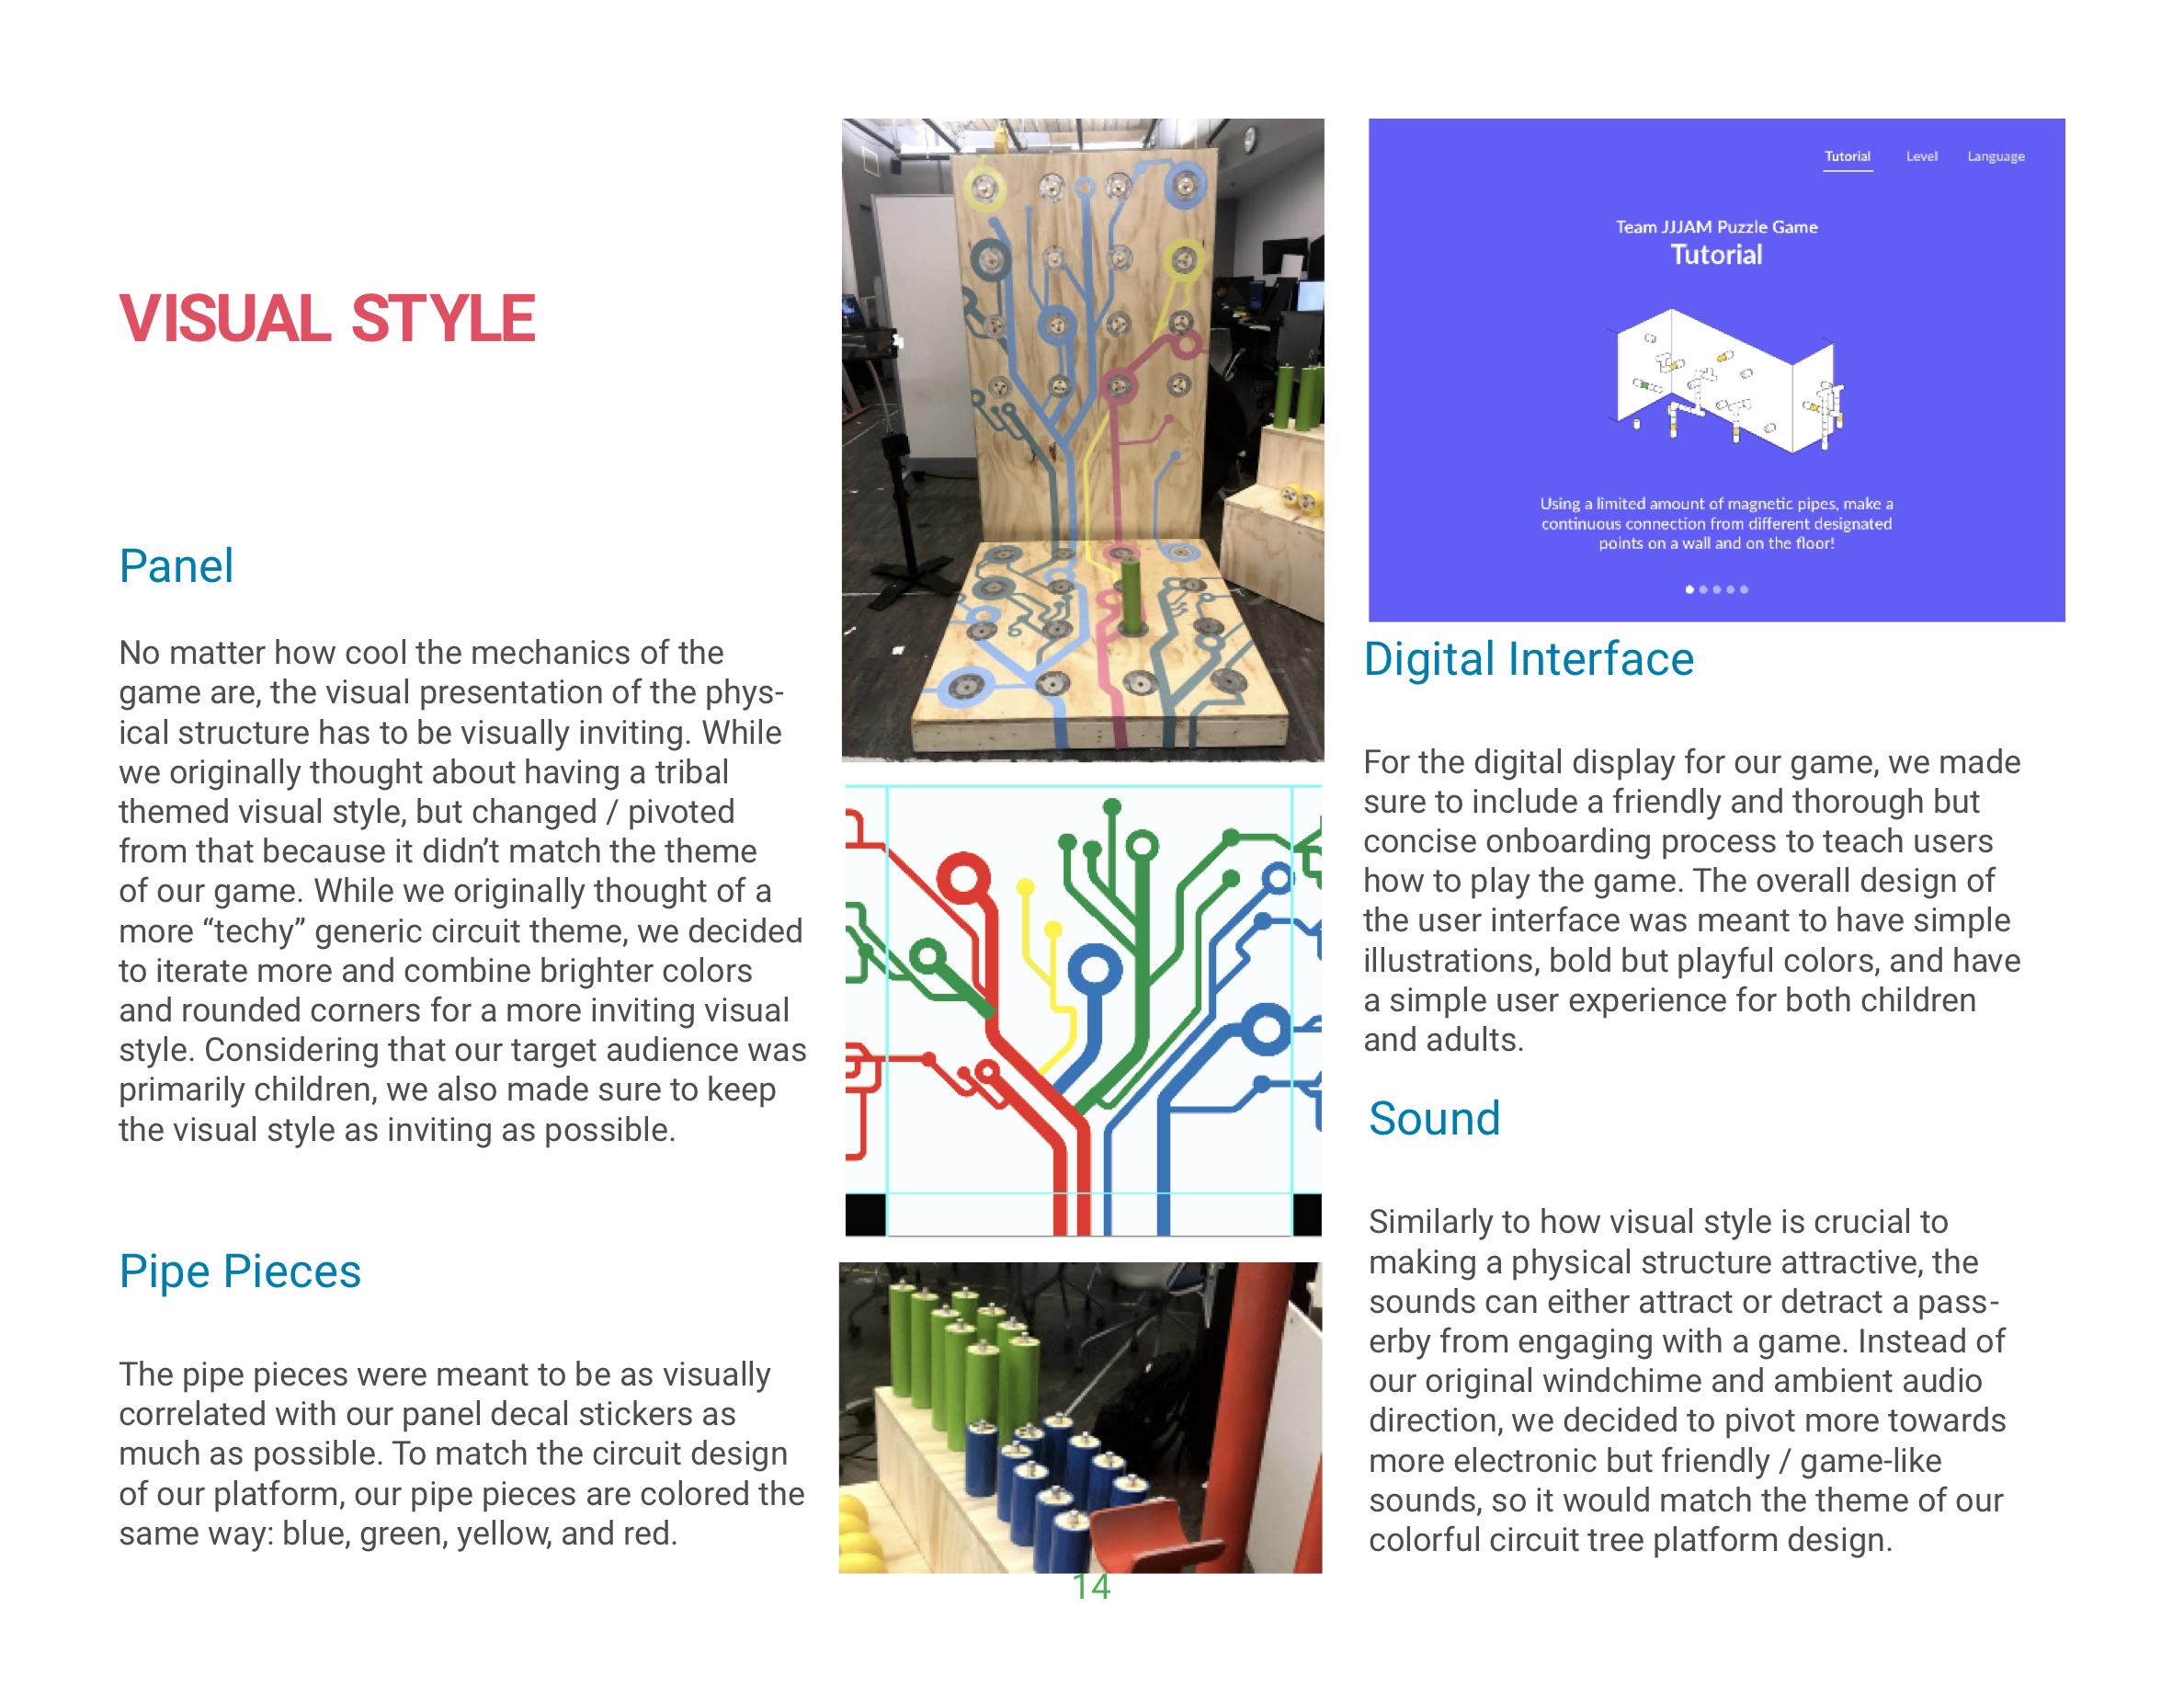 VISUAL STYLE
Panel
No matter how cool the mechanics of the
game are, the visual presentation of the phys-
ical structure has to be visually inviting. While
we originally thought about having a tribal
themed visual style, but changed / pivoted
from that because it didn’t match the theme
of our game. While we originally thought of a
more “techy” generic circuit theme, we decided
to iterate more and combine brighter colors
and rounded corners for a more inviting visual
style. Considering that our target audience was
primarily children, we also made sure to keep
the visual style as inviting as possible.
Pipe Pieces
The pipe pieces were meant to be as visually
correlated with our panel decal stickers as
much as possible. To match the circuit design
of our platform, our pipe pieces are colored the
same way: blue, green, yellow, and red.
Tutorial Level Language
Team JJJAM Puzzle Game
Tutorial
Using a limited amount of magnetic pipes, make a
continuous connection from different designated
points on a wall and on the floor!
Digital Interface
For the digital display for our game, we made
sure to include a friendly and thorough but
concise onboarding process to teach users
how to play the game. The overall design of
the user interface was meant to have simple
illustrations, bold but playful colors, and have
a simple user experience for both children
and adults.
Sound
Similarly to how visual style is crucial to
making a physical structure attractive, the
sounds can either attract or detract a pass-
erby from engaging with a game. Instead of
our original windchime and ambient audio
direction, we decided to pivot more towards
more electronic but friendly / game-like
sounds, so it would match the theme of our
colorful circuit tree platform design.
14